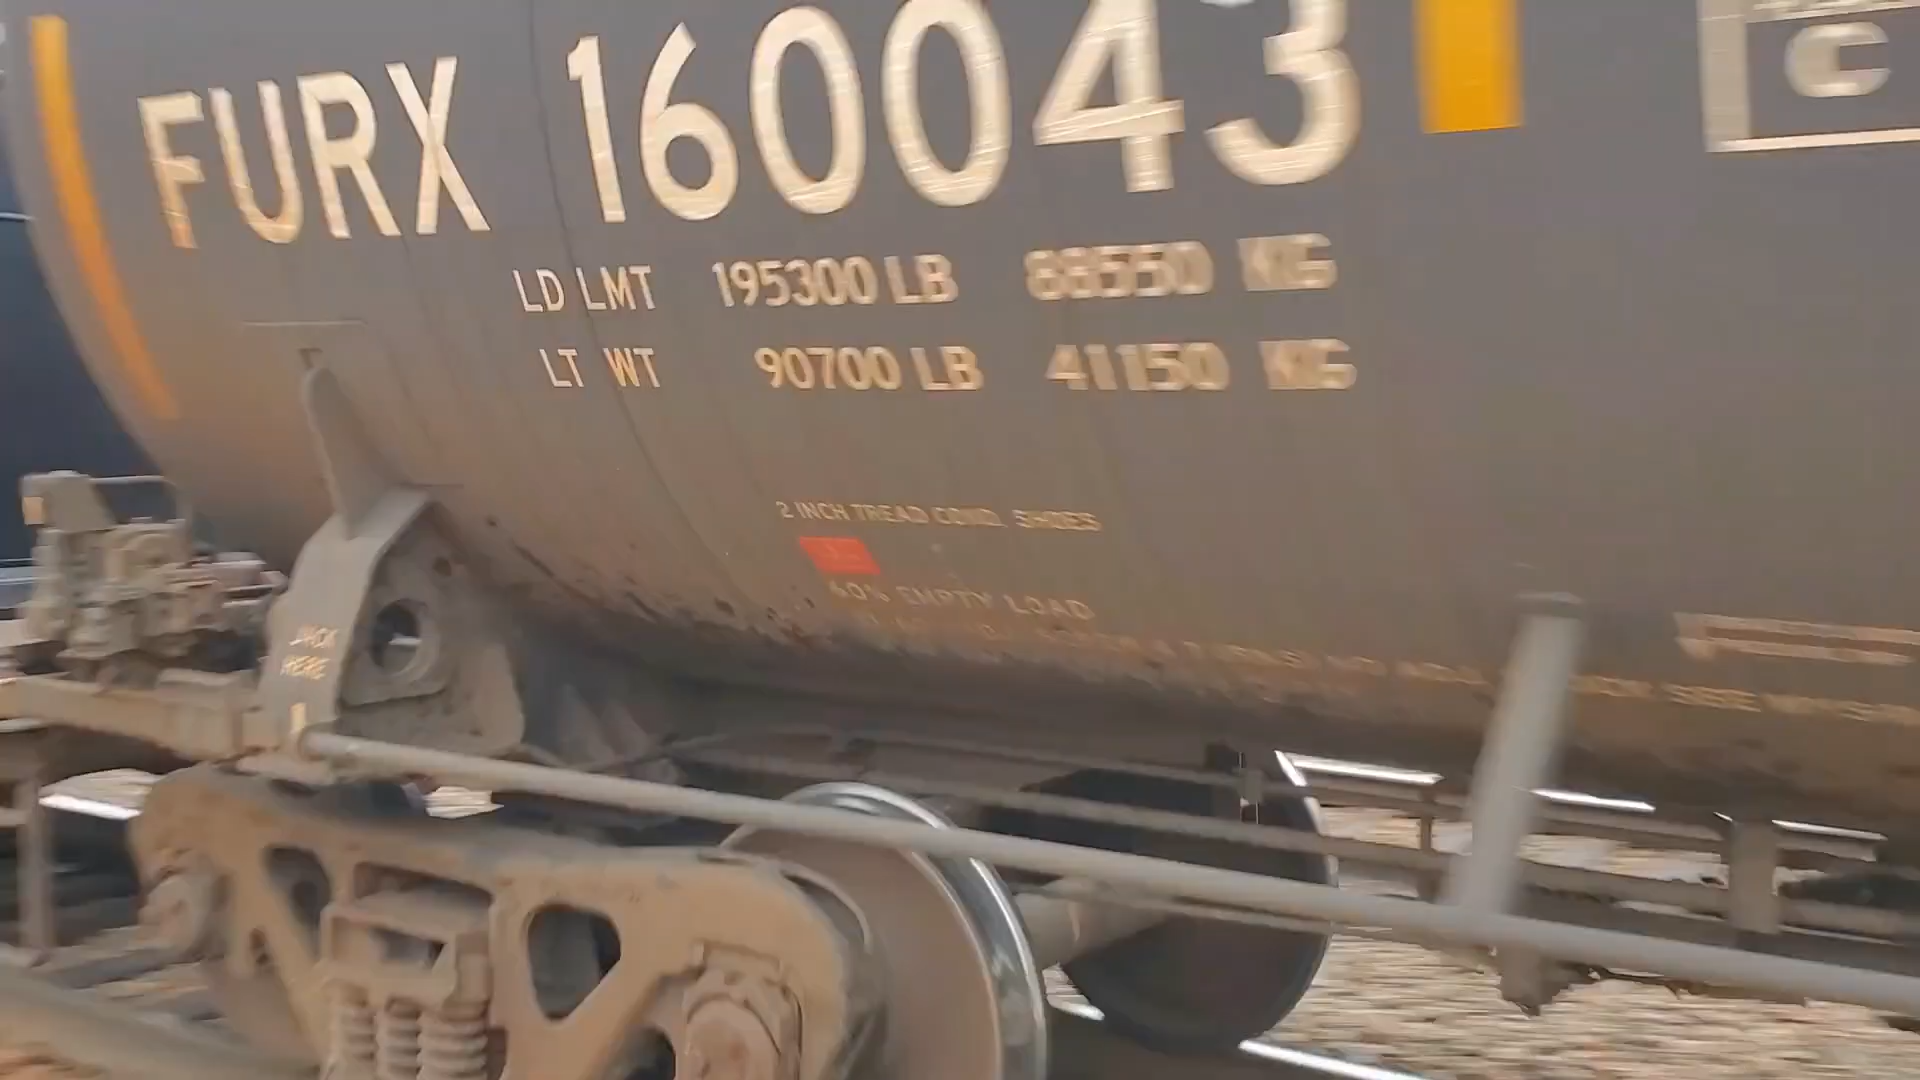 FURX 160043
C
LD LMT 195300 LB 88550 KG
LT WT 90700 LB 41150 KG
2 INCH TREAD COND SHOES
60% EMPTY LOAD
JACK
HERE